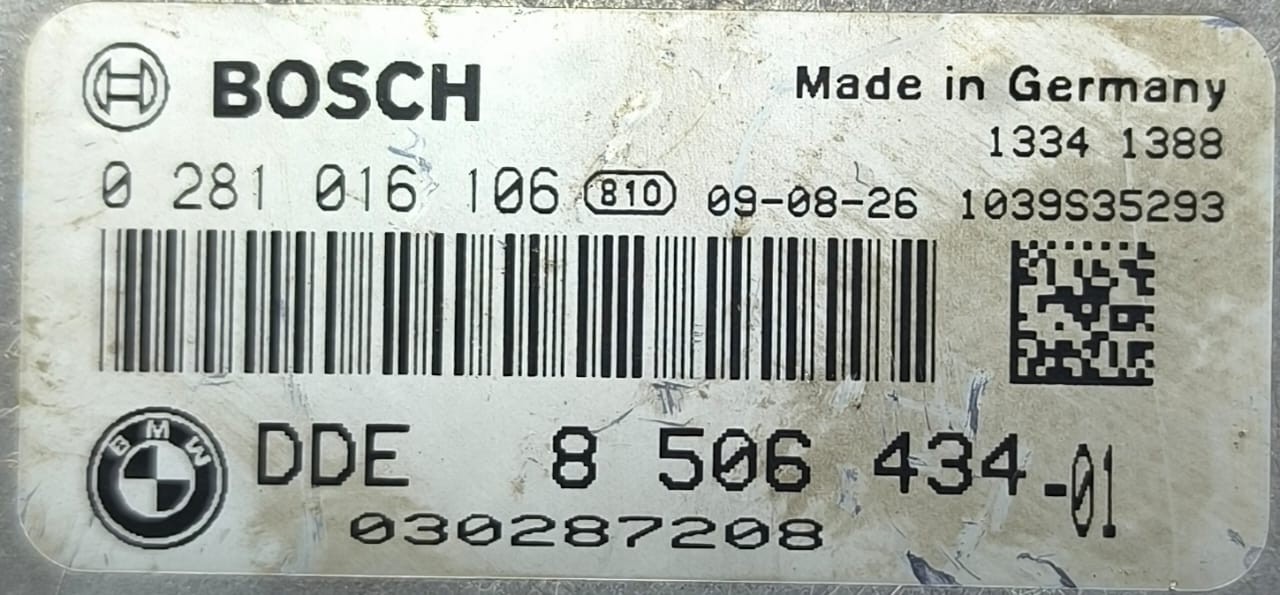 BOSCH
Made in Germany
1334 1388
0 281 016 106 810 09-08-26 1039S35293
BMW
DDE 8 506 434-01
030287208